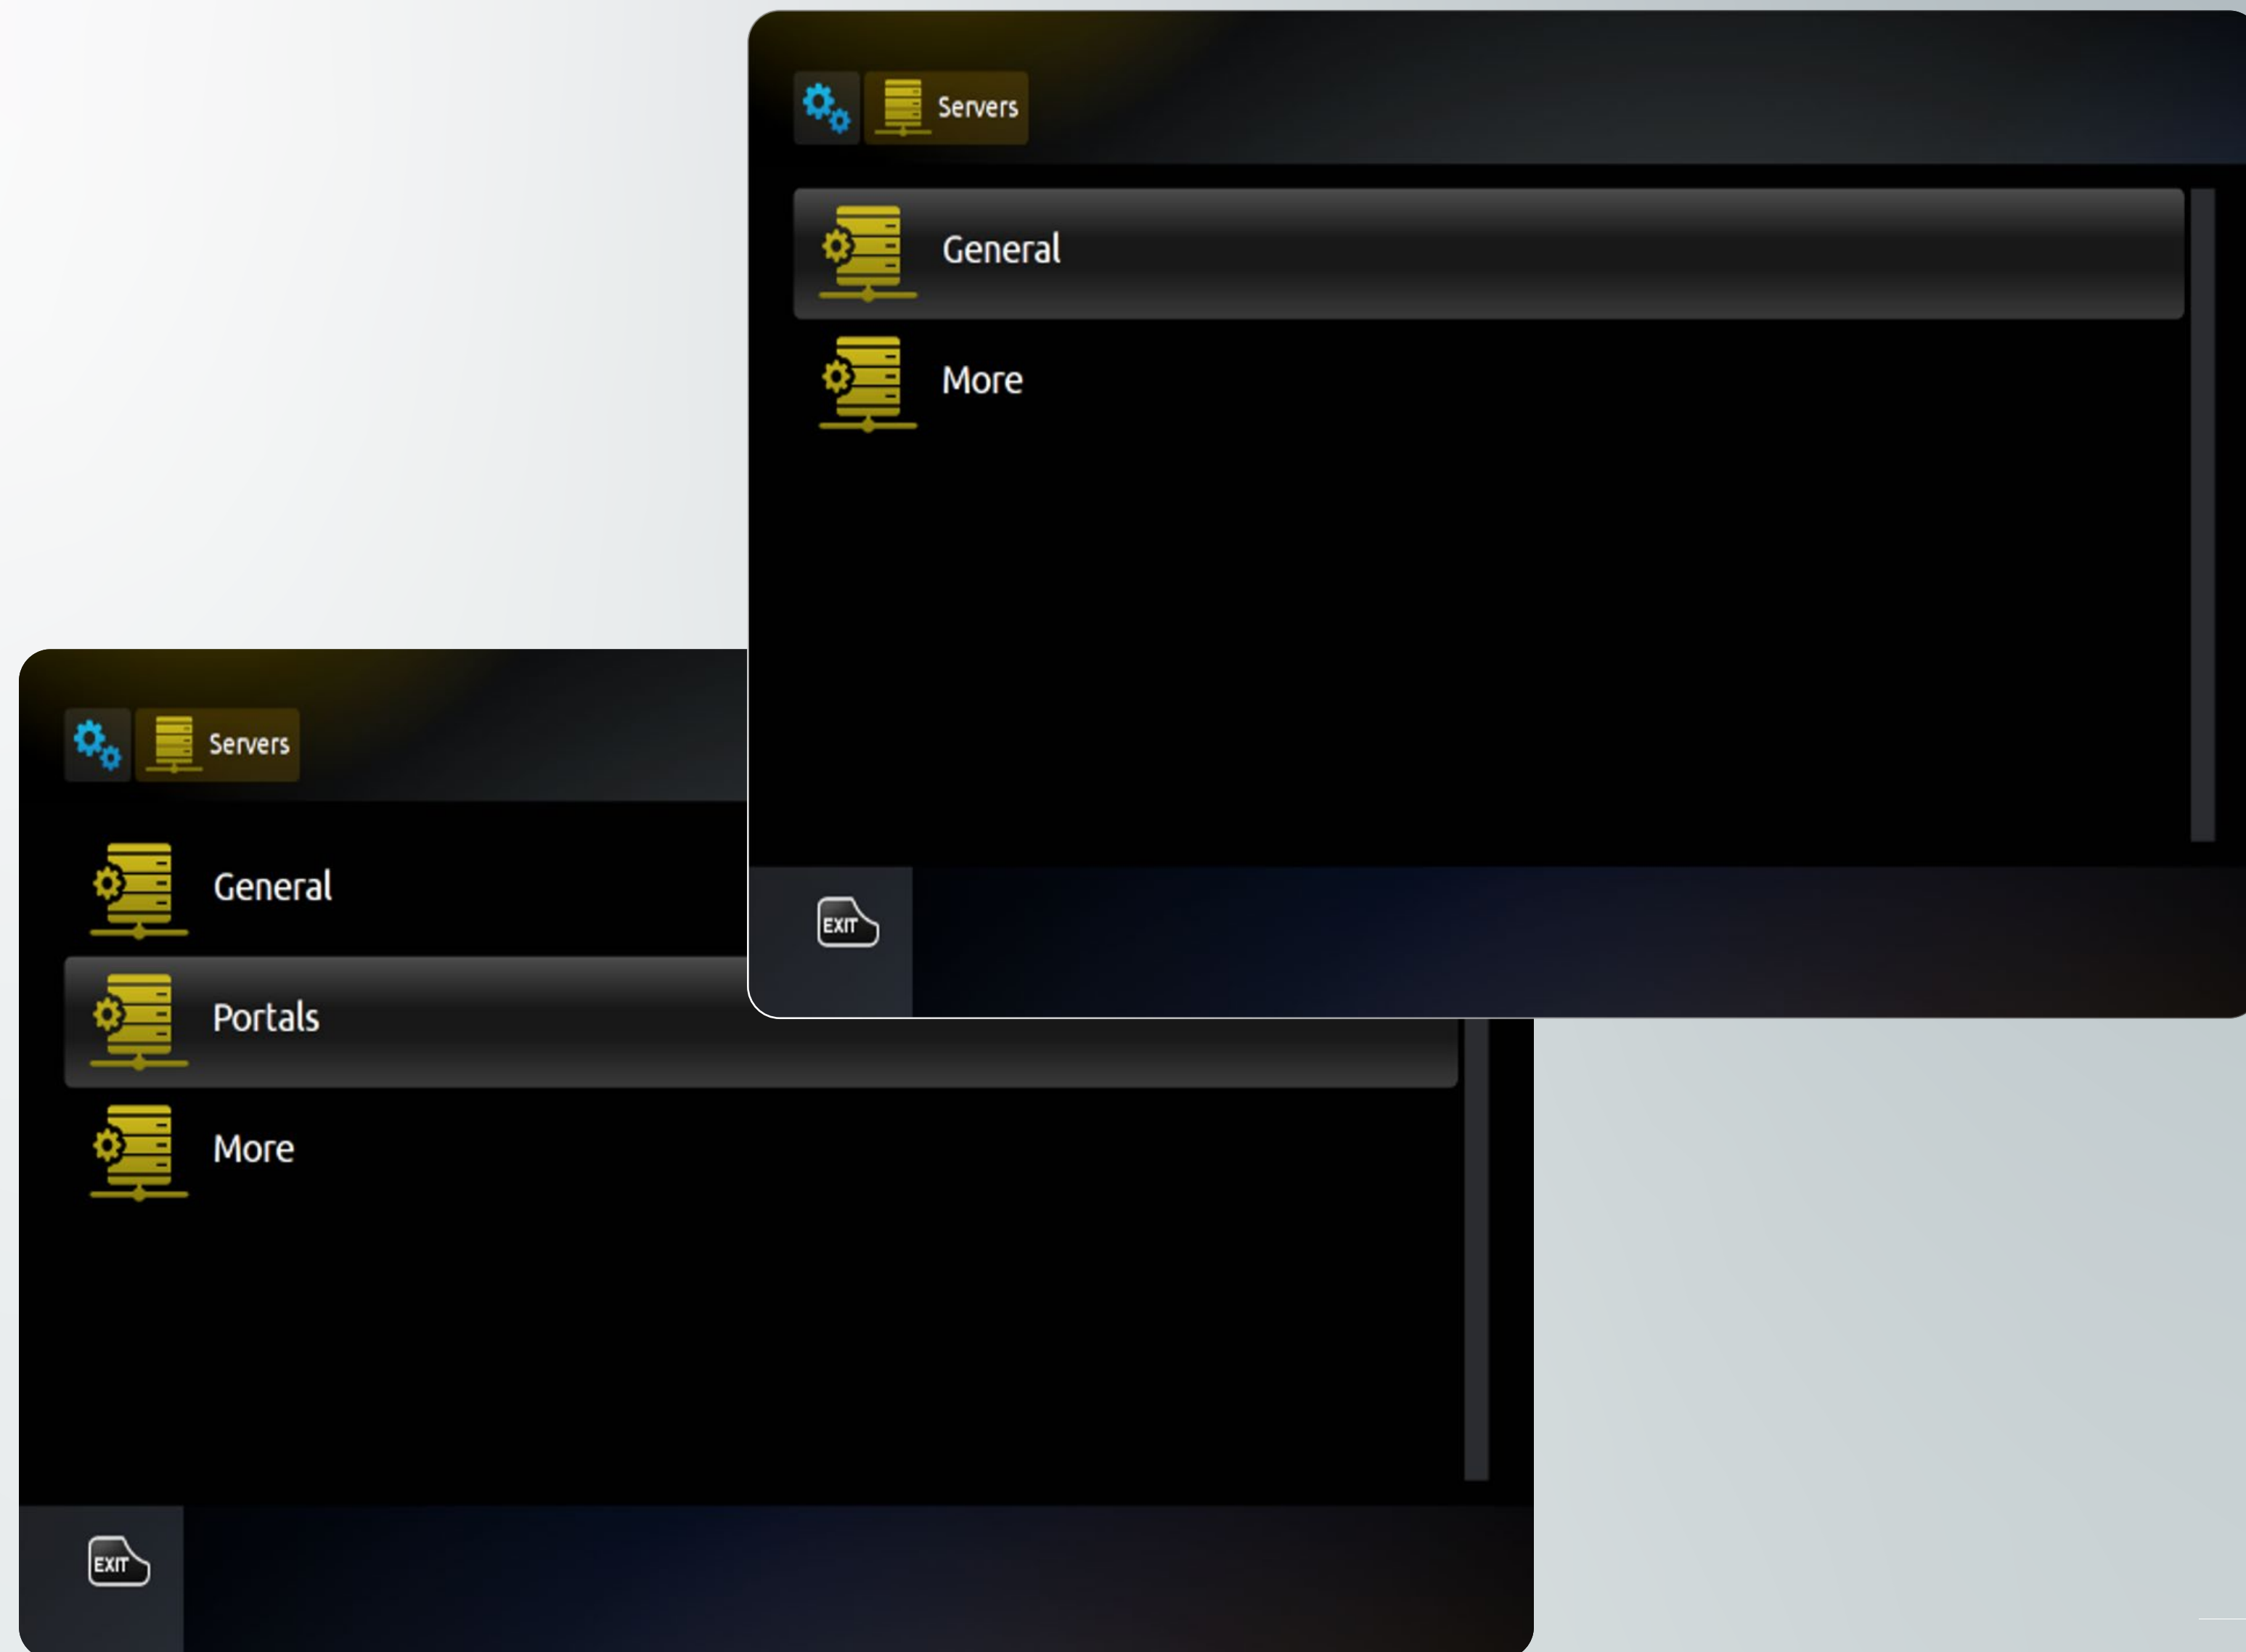 Servers
General
More
EXIT
Servers
General
Portals
More
EXIT